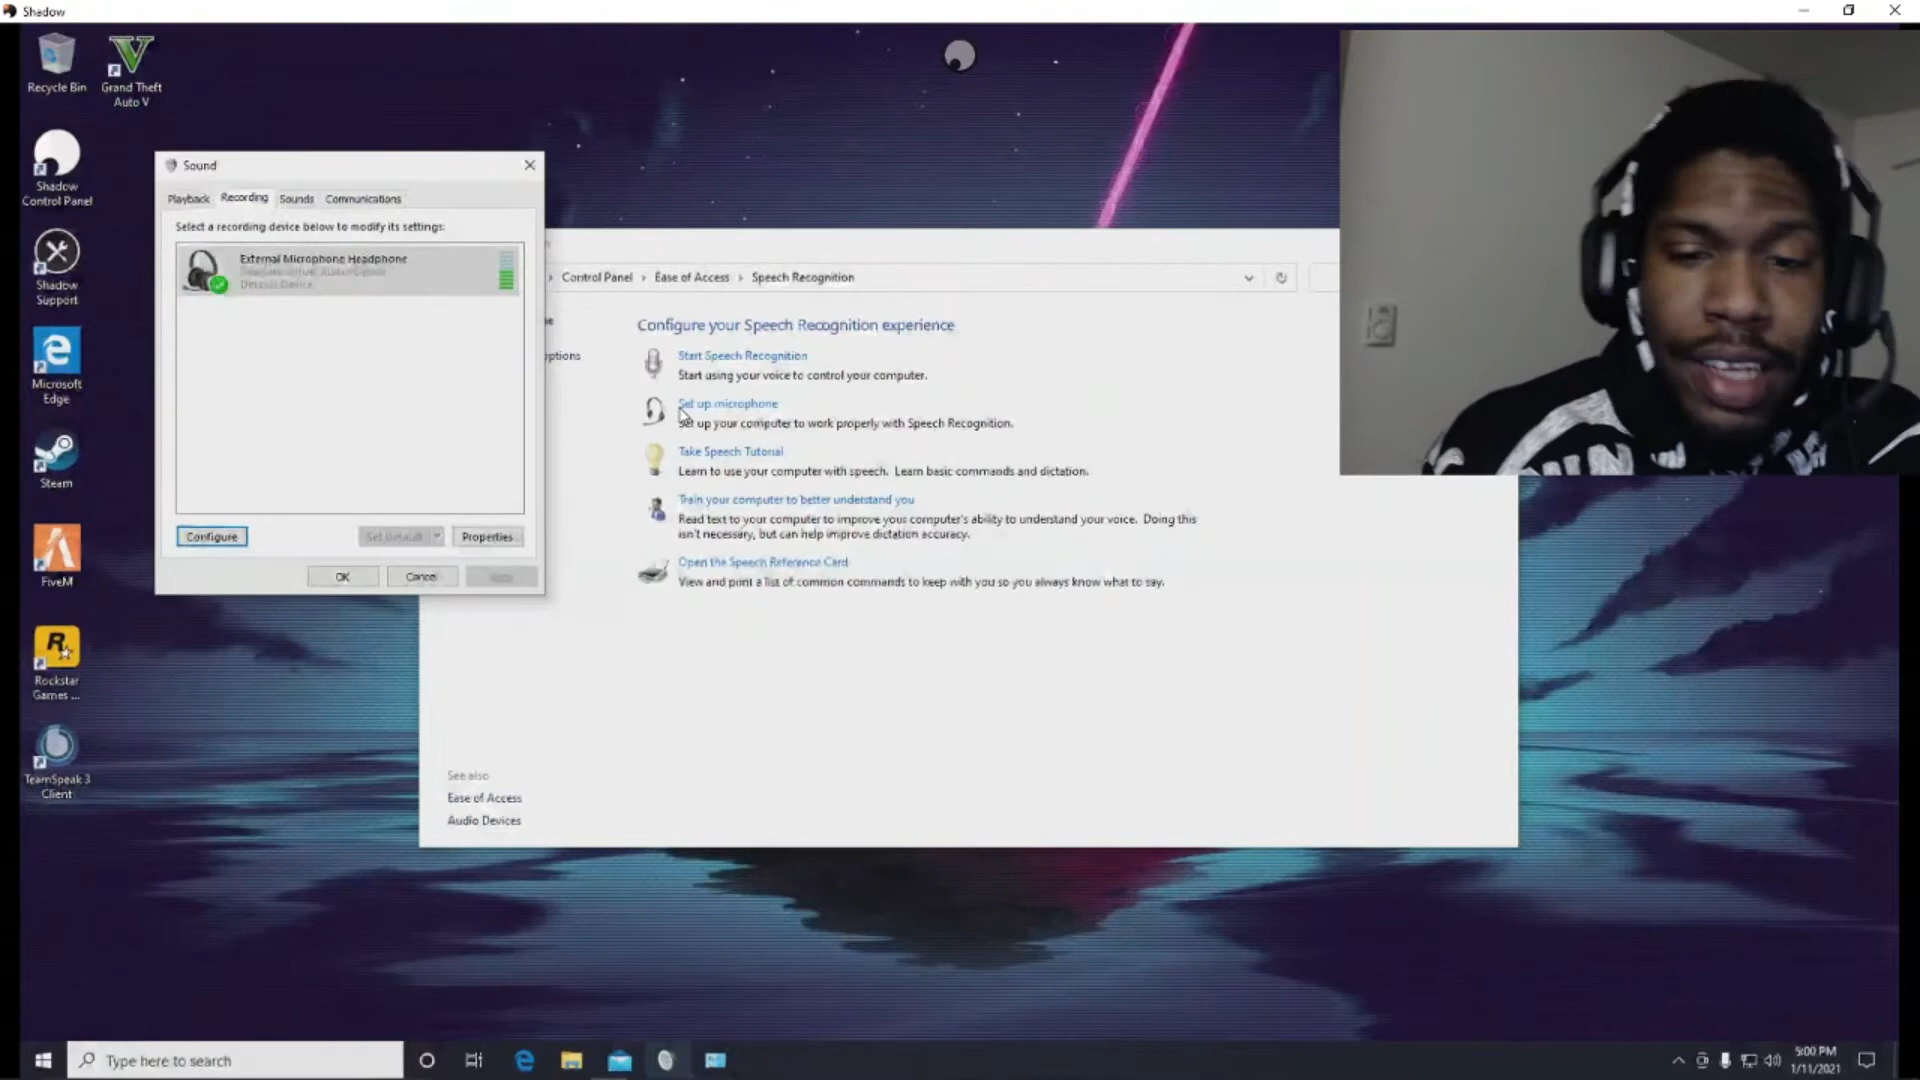 Shadow
Recycle Bin
Grand Theft
Auto V
Shadow
Control Panel
Shadow
Support
Microsoft
Edge
Steam
FiveM
Rockstar
Games ...
TeamSpeak 3
Client
Sound
Playback
Recording
Sounds
Communications
Select a recording device below to modify its settings:
External Microphone Headphone
Default Device
Configure
Set Default
Properties
OK
Cancel
Control Panel › Ease of Access › Speech Recognition
ptions
Configure your Speech Recognition experience
Start Speech Recognition
Start using your voice to control your computer.
Set up microphone
Set up your computer to work properly with Speech Recognition.
Take Speech Tutorial
Learn to use your computer with speech. Learn basic commands and dictation.
Train your computer to better understand you
Read text to your computer to improve your computer's ability to understand your voice. Doing this
isn't necessary, but can help improve dictation accuracy.
Open the Speech Reference Card
View and print a list of common commands to keep with you so you always know what to say.
See also
Ease of Access
Audio Devices
Type here to search
5:00 PM
1/11/2021